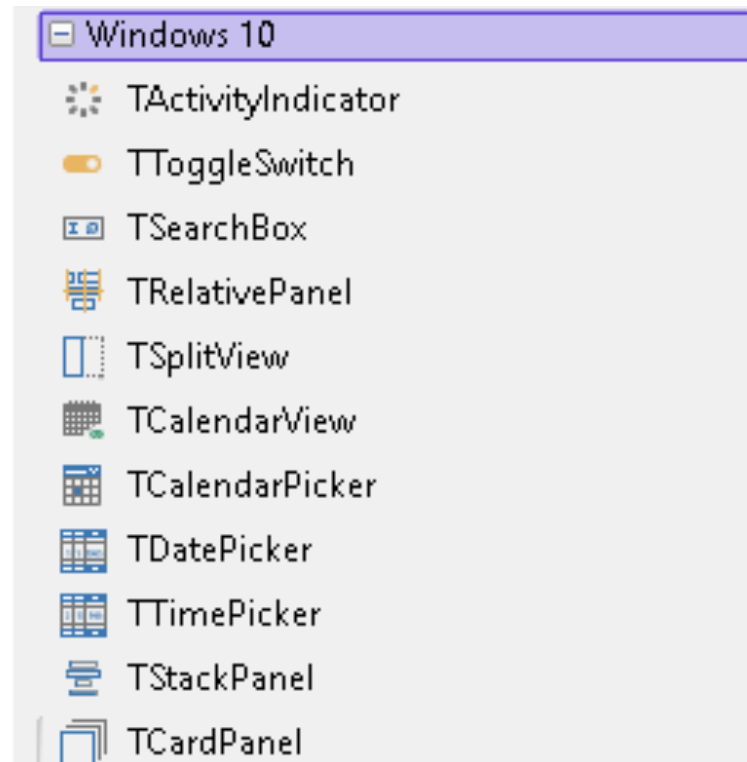 Windows 10
TActivityIndicator
TToggleSwitch
TSearchBox
TRelativePanel
TSplitView
TCalendarView
TCalendarPicker
TDatePicker
TTimePicker
TStackPanel
TCardPanel